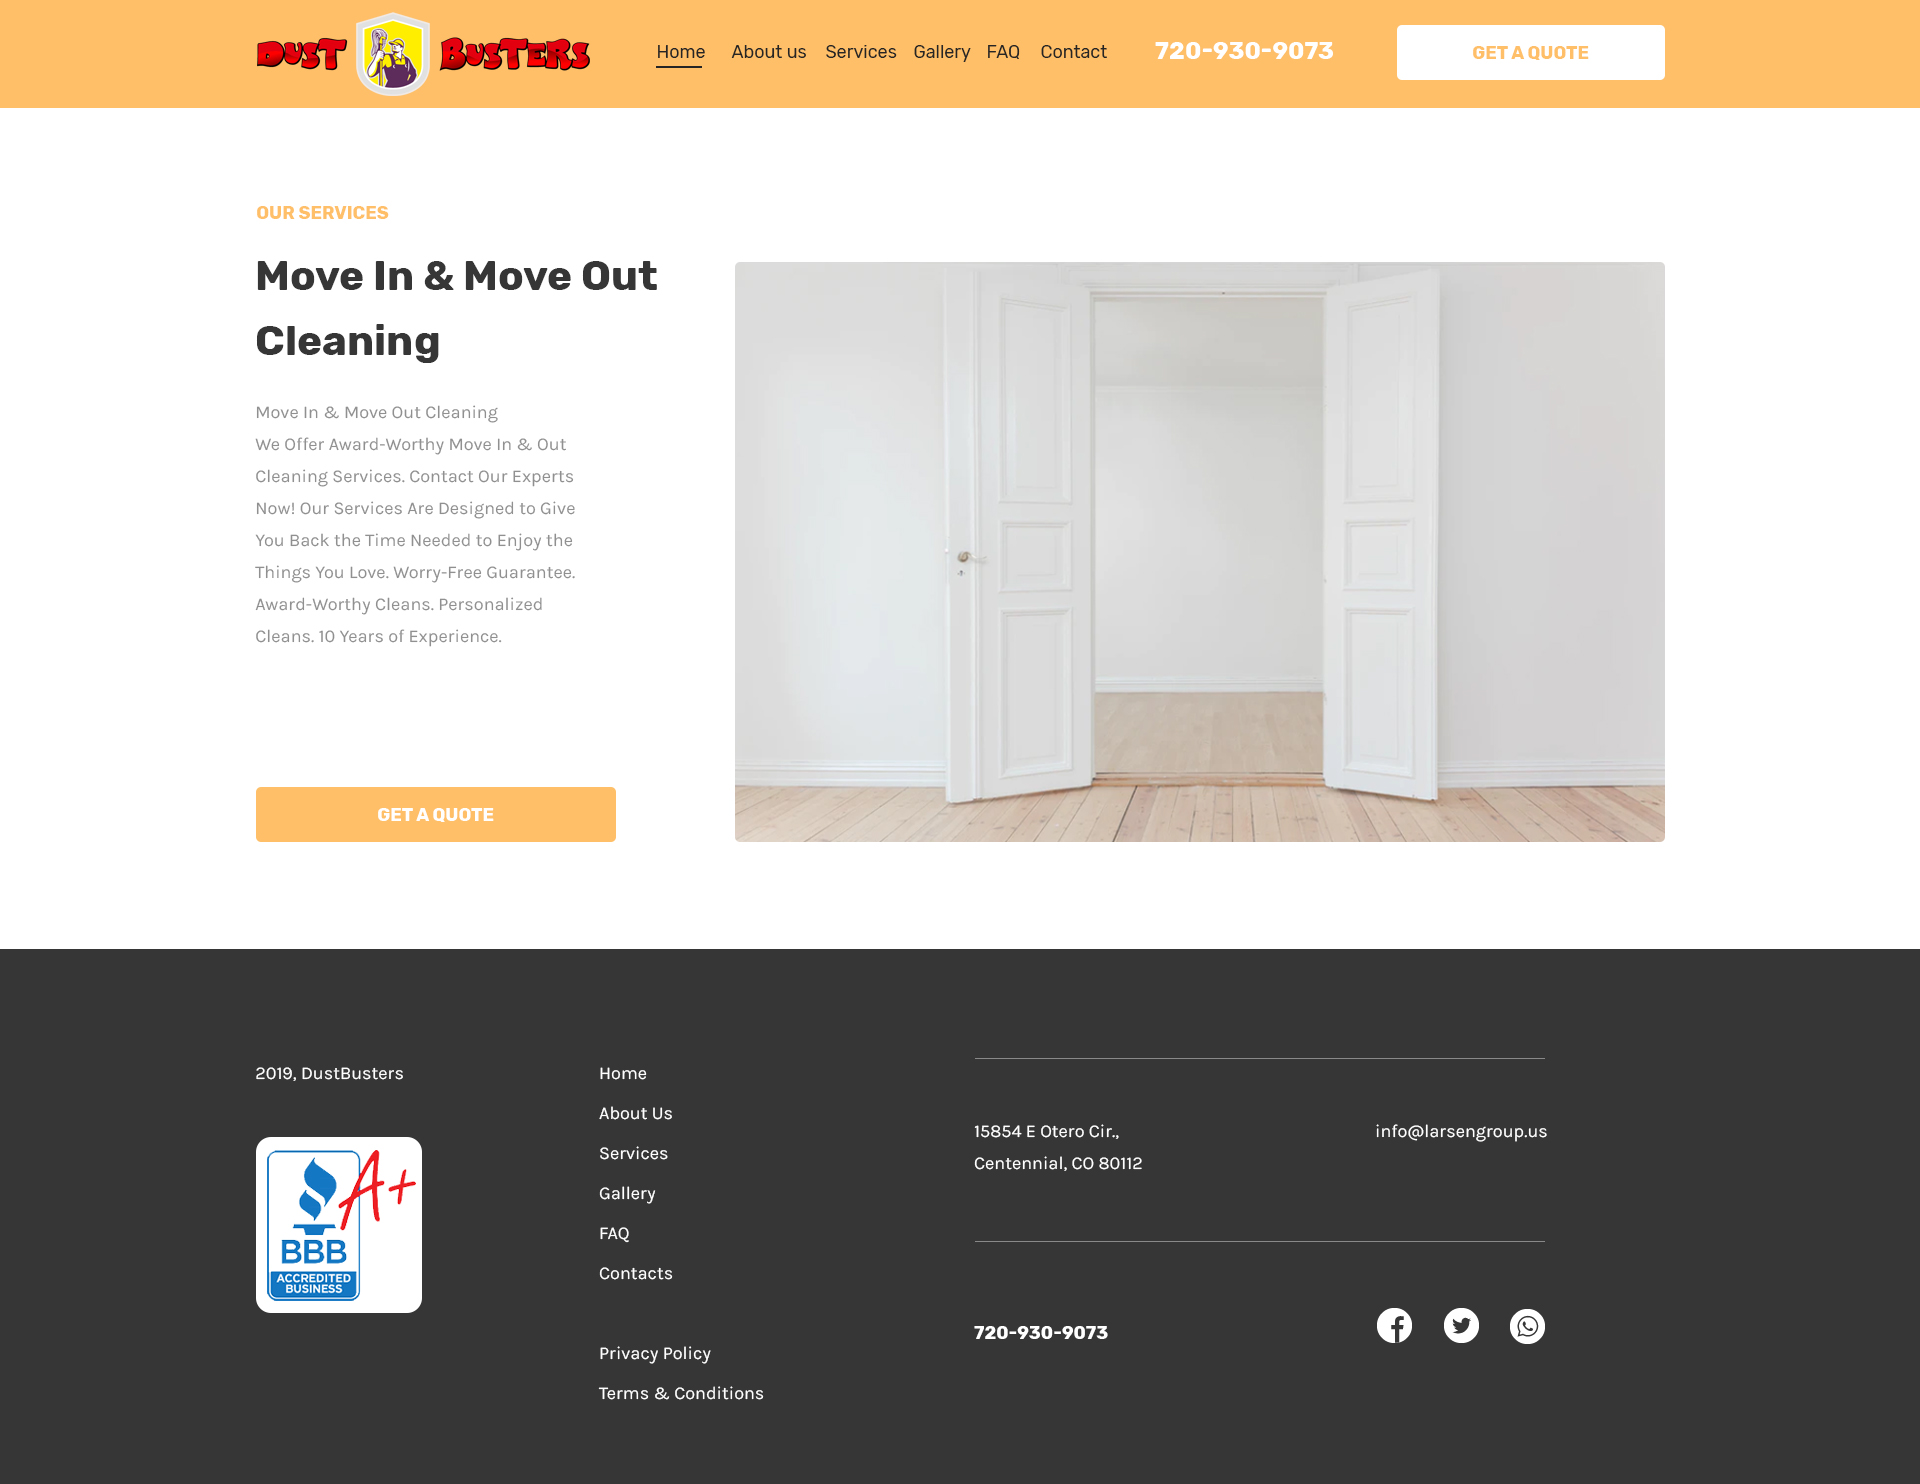 DUST BUSTERS
Home About us Services Gallery FAQ Contact
720-930-9073
GET A QUOTE
OUR SERVICES
Move In & Move Out
Cleaning
Move In & Move Out Cleaning
We Offer Award-Worthy Move In & Out
Cleaning Services. Contact Our Experts
Now! Our Services Are Designed to Give
You Back the Time Needed to Enjoy the
Things You Love. Worry-Free Guarantee.
Award-Worthy Cleans. Personalized
Cleans. 10 Years of Experience.
GET A QUOTE
2019, DustBusters
A+
BBB
ACCREDITED
BUSINESS
Home
About Us
Services
Gallery
FAQ
Contacts
Privacy Policy
Terms & Conditions
15854 E Otero Cir.,
Centennial, CO 80112
info@larsengroup.us
720-930-9073